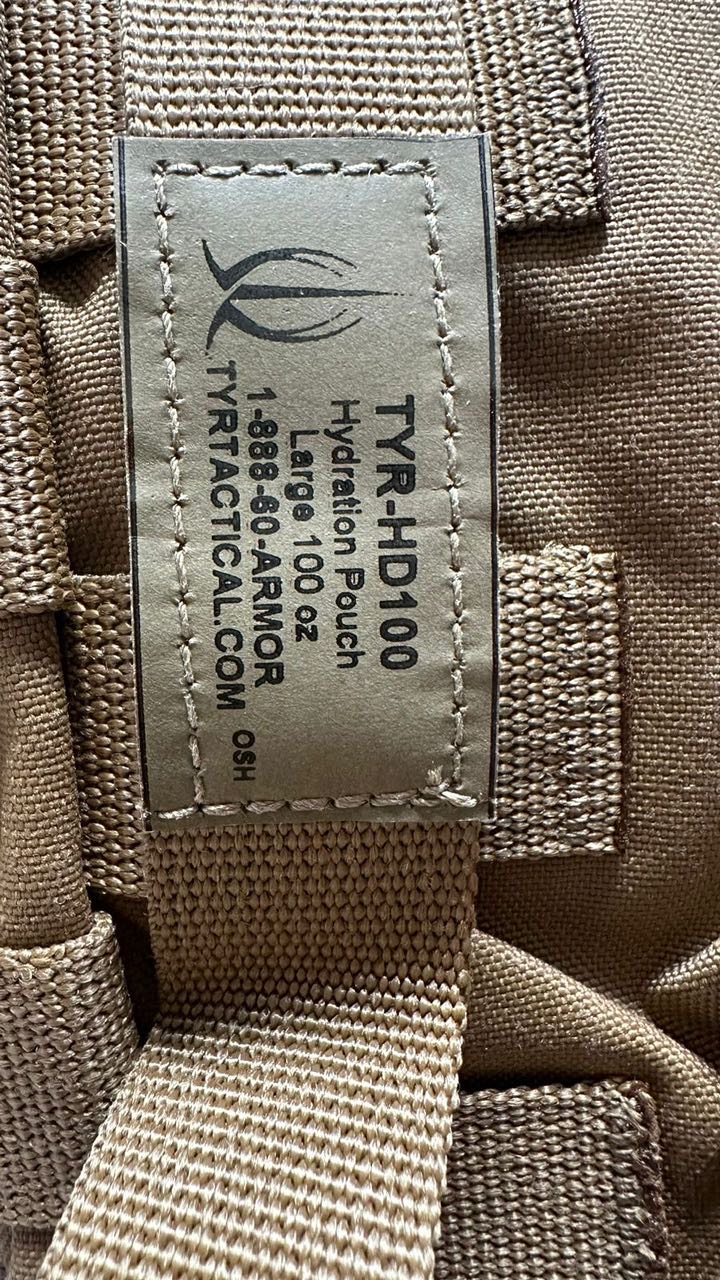 TYR-HD100
Hydration Pouch
Large 100 oz
1-888-60-ARMOR
TYRTACTICAL.COM OSH